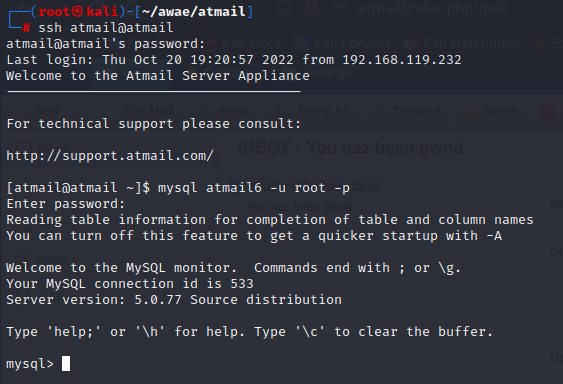 atmail/index.php/mail
┌──(root㉿kali)-[~/awae/atmail]
Kali Docs Kali Forums Kali NetHunter
└─# ssh atmail@atmail
atmail@atmail's password:
Last login: Thu Oct 20 19:20:57 2022 from 192.168.119.232
Welcome to the Atmail Server Appliance
New Get Mail Reply Reply All Forward Spam
For technical support please consult:
INBOX - You haz been pwnd
http://support.atmail.com/
[atmail@atmail ~]$ mysql atmail6 -u root -p
Enter password:
Reading table information for completion of table and column names
You can turn off this feature to get a quicker startup with -A
Welcome to the MySQL monitor.  Commands end with ; or \g.
Your MySQL connection id is 533
Server version: 5.0.77 Source distribution
Type 'help;' or '\h' for help. Type '\c' to clear the buffer.
mysql>